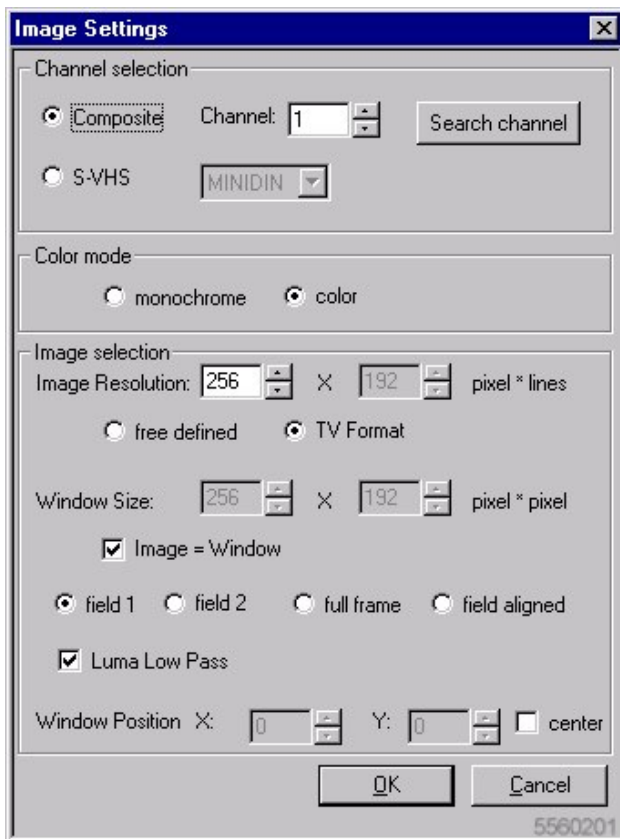 Image Settings
Channel selection
Composite Channel: 1 Search channel
S-VHS MINIDIN
Color mode
monochrome color
Image selection
Image Resolution: 256 X 192 pixel * lines
free defined TV Format
Window Size: 256 X 192 pixel * pixel
Image = Window
field 1 field 2 full frame field aligned
Luma Low Pass
Window Position X: 0 Y: 0 center
OK Cancel
5560201